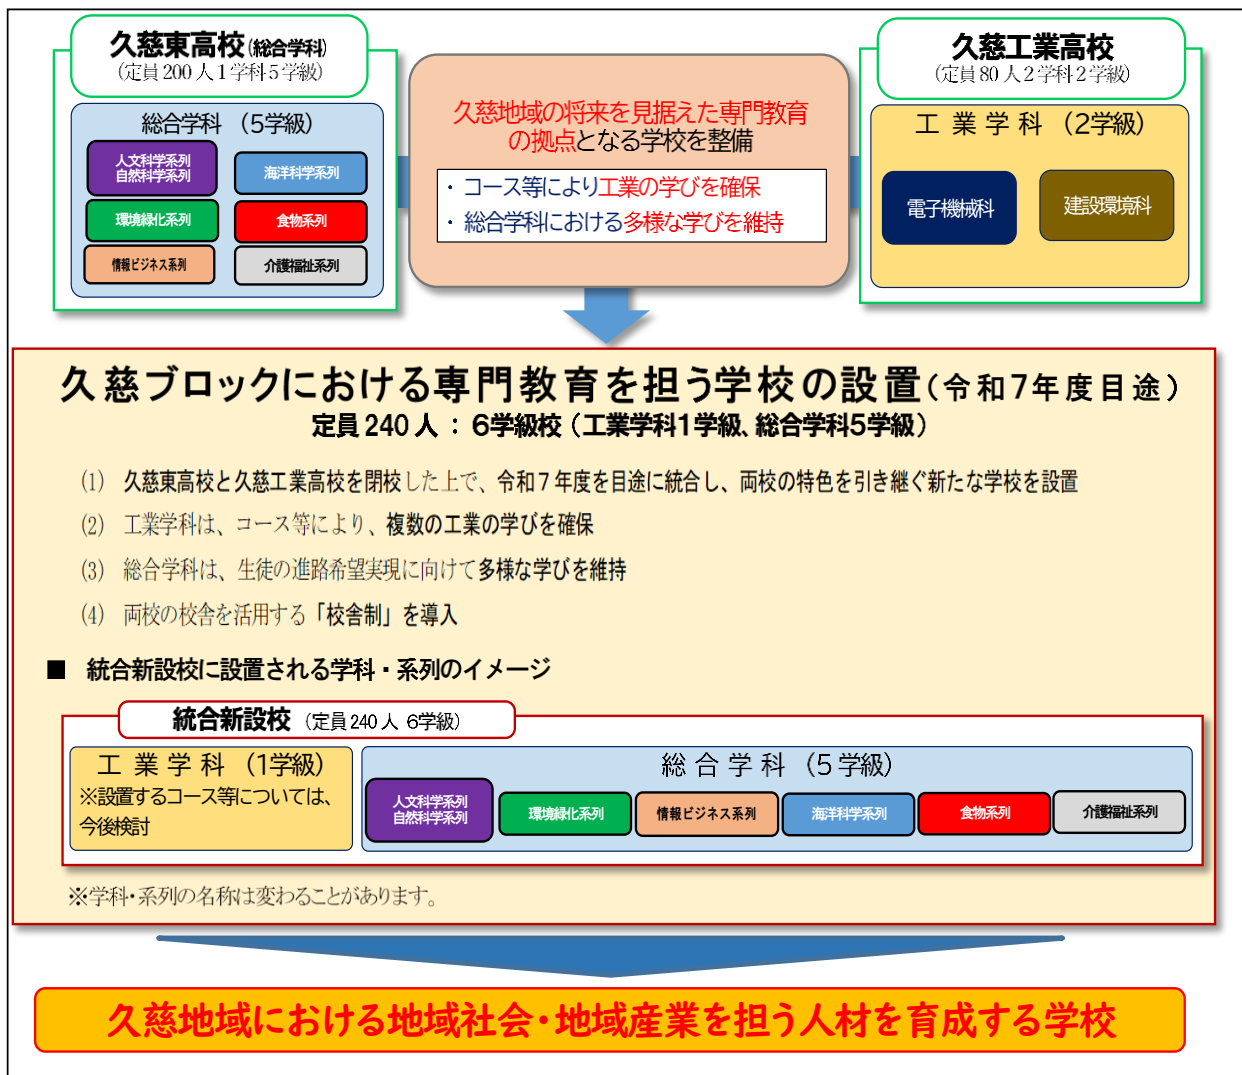 久慈東高校(総合学科)
(定員200人1学科5学級)
総合学科 (5学級)
人文科学系列
自然科学系列
海洋科学系列
環境緑化系列
食物系列
情報ビジネス系列
介護福祉系列
久慈地域の将来を見据えた専門教育
の拠点となる学校を整備
・ コース等により工業の学びを確保
・ 総合学科における多様な学びを維持
久慈工業高校
(定員80人2学科2学級)
工業学科 (2学級)
電子機械科
建設環境科
久慈ブロックにおける専門教育を担う学校の設置(令和7年度目途)
定員240人 : 6学級校(工業学科1学級、総合学科5学級)
(1) 久慈東高校と久慈工業高校を閉校した上で、令和7年度を目途に統合し、両校の特色を引き継ぐ新たな学校を設置
(2) 工業学科は、コース等により、複数の工業の学びを確保
(3) 総合学科は、生徒の進路希望実現に向けて多様な学びを維持
(4) 両校の校舎を活用する「校舎制」を導入
■ 統合新設校に設置される学科・系列のイメージ
統合新設校 (定員240人 6学級)
工業学科 (1学級)
※設置するコース等については、
今後検討
総合学科 (5学級)
人文科学系列
自然科学系列
環境緑化系列
情報ビジネス系列
海洋科学系列
食物系列
介護福祉系列
※学科・系列の名称は変わることがあります。
久慈地域における地域社会・地域産業を担う人材を育成する学校